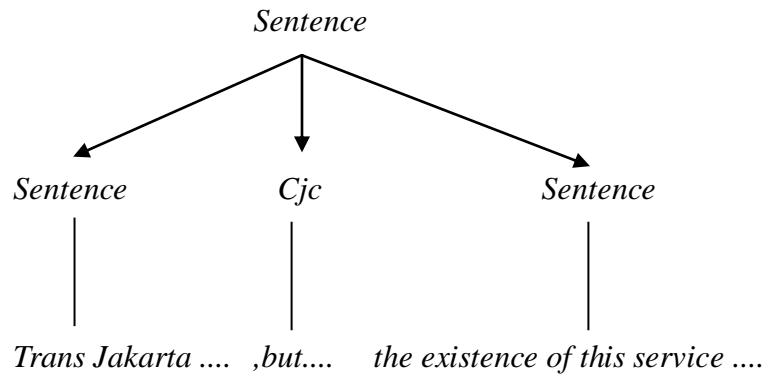 Sentence
Sentence Cjc Sentence
Trans Jakarta .... ,but.... the existence of this service ....